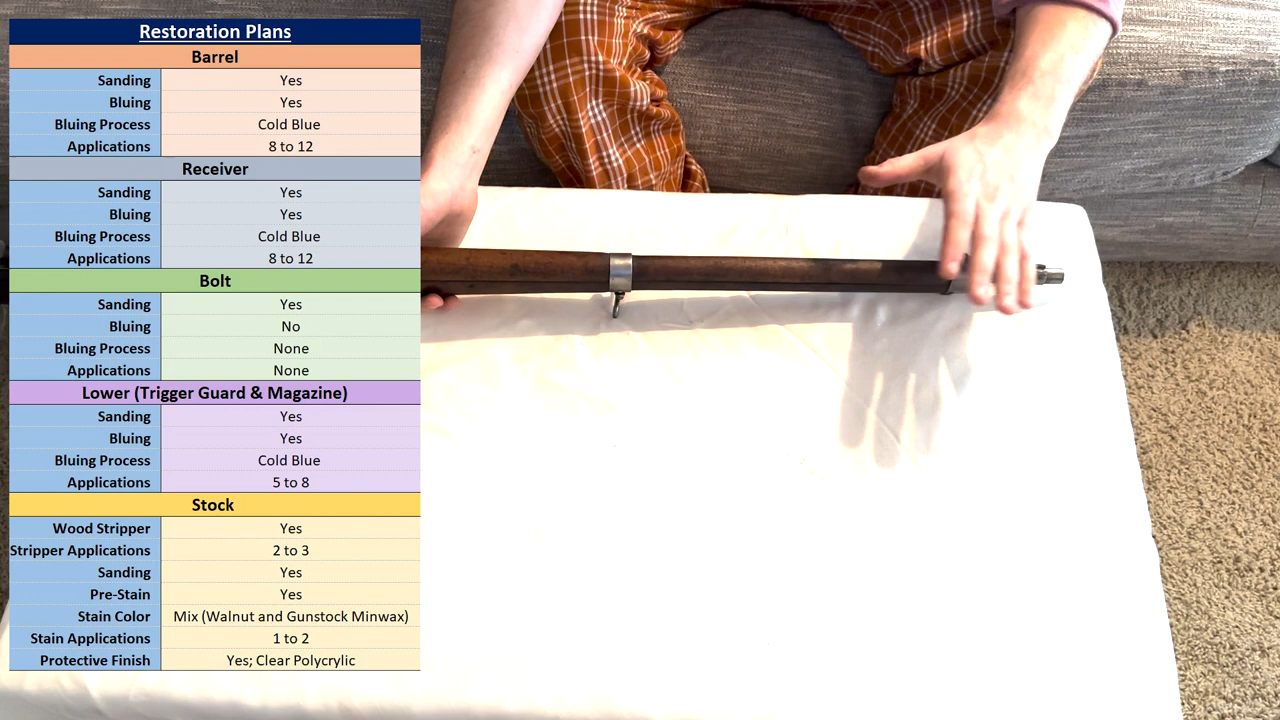 Restoration Plans
Barrel
Sanding Yes
Bluing Yes
Bluing Process Cold Blue
Applications 8 to 12
Receiver
Sanding Yes
Bluing Yes
Bluing Process Cold Blue
Applications 8 to 12
Bolt
Sanding Yes
Bluing No
Bluing Process None
Applications None
Lower (Trigger Guard & Magazine)
Sanding Yes
Bluing Yes
Bluing Process Cold Blue
Applications 5 to 8
Stock
Wood Stripper Yes
Stripper Applications 2 to 3
Sanding Yes
Pre-Stain Yes
Stain Color Mix (Walnut and Gunstock Minwax)
Stain Applications 1 to 2
Protective Finish Yes; Clear Polycrylic